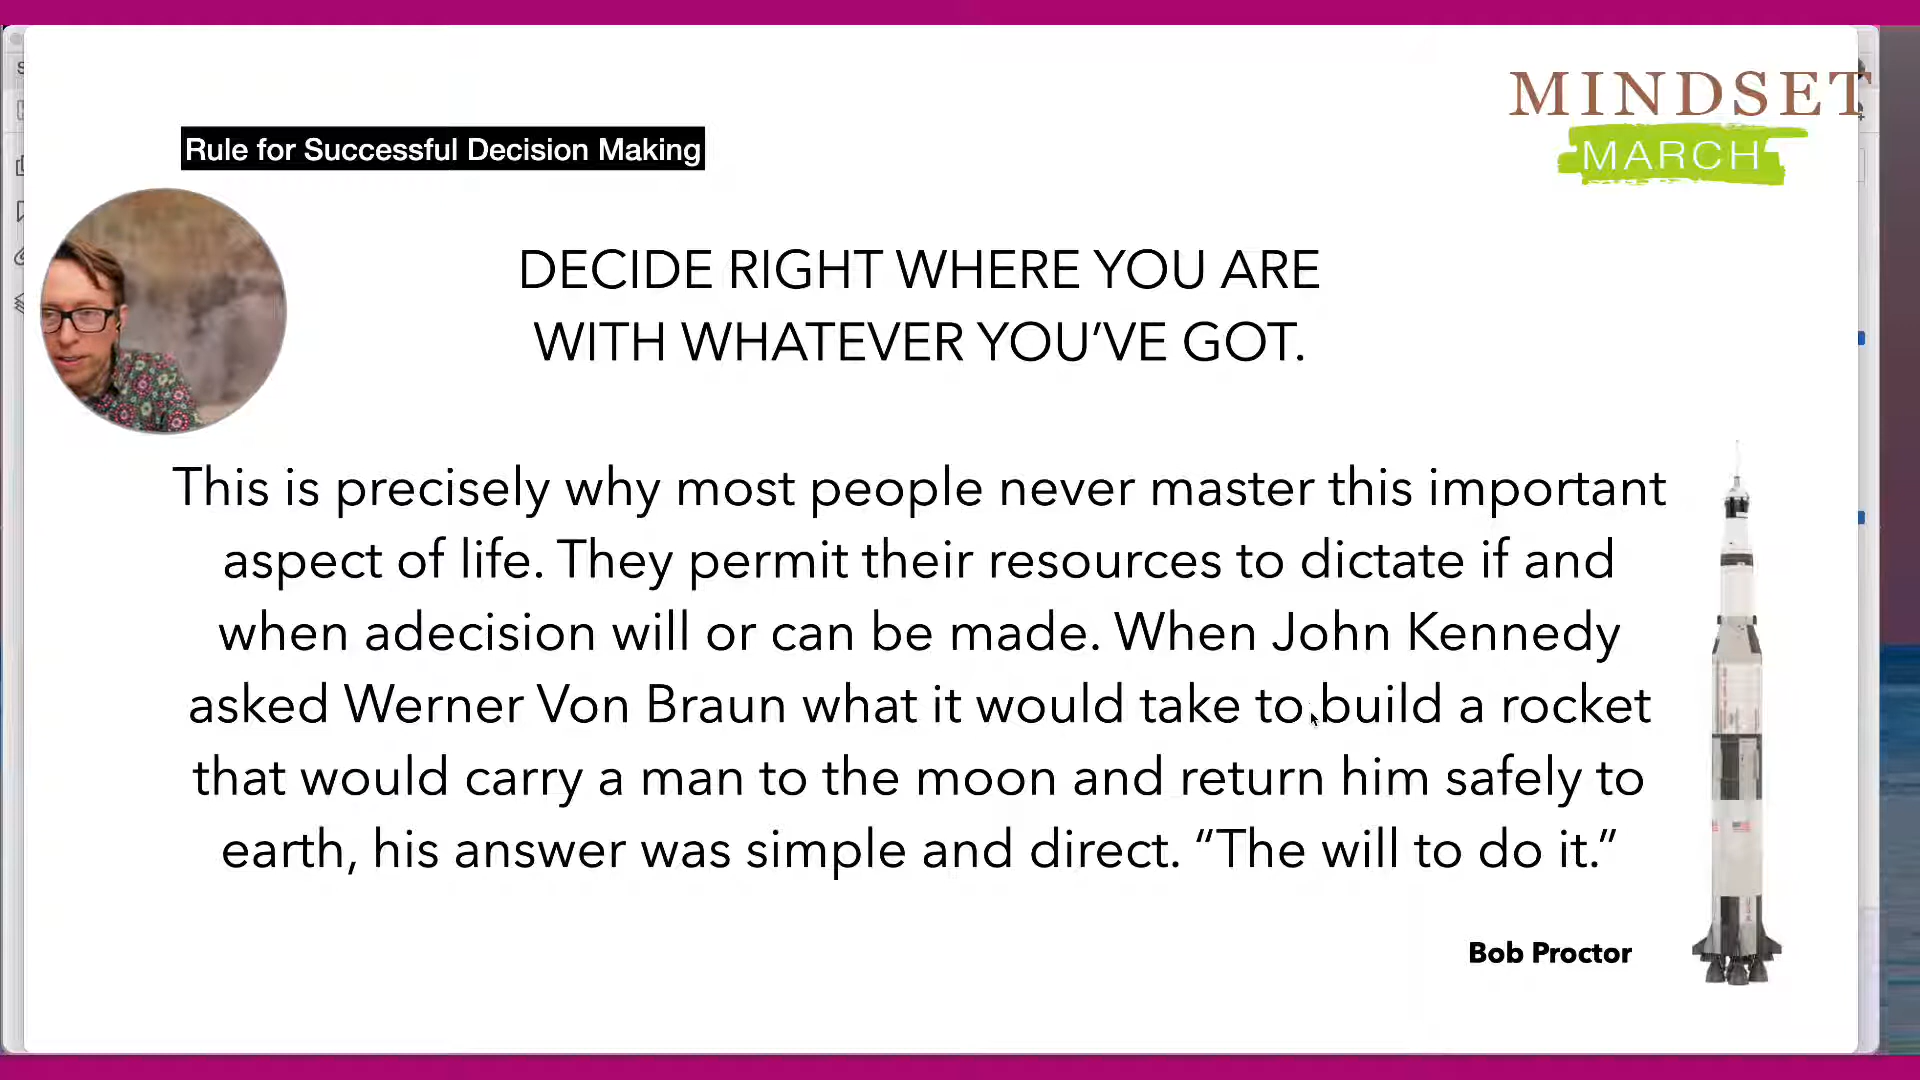 MINDSET
MARCH
Rule for Successful Decision Making
DECIDE RIGHT WHERE YOU ARE
WITH WHATEVER YOU’VE GOT.
This is precisely why most people never master this important
aspect of life. They permit their resources to dictate if and
when adecision will or can be made. When John Kennedy
asked Werner Von Braun what it would take to build a rocket
that would carry a man to the moon and return him safely to
earth, his answer was simple and direct. “The will to do it.”
Bob Proctor